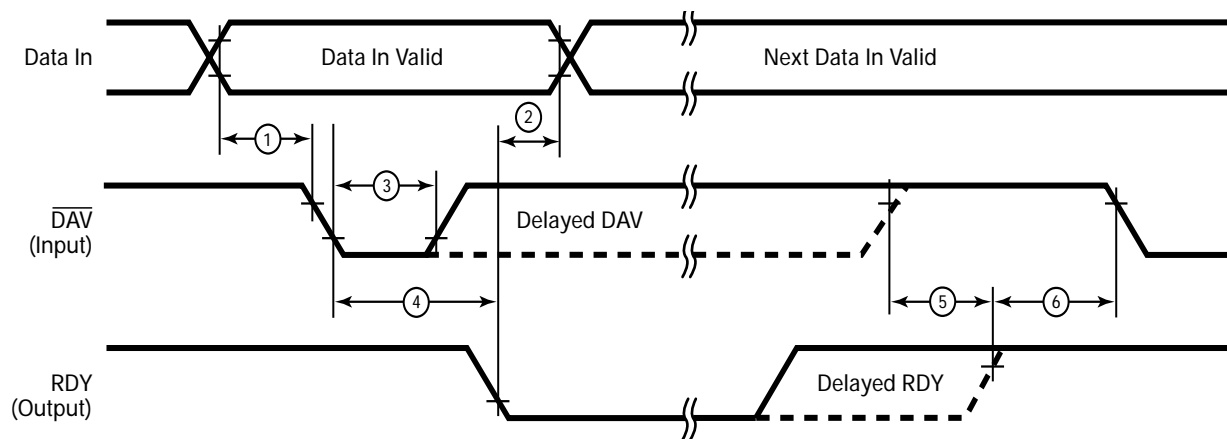 Data In
Data In Valid
Next Data In Valid
1
2
3
DAV
(Input)
Delayed DAV
4
5
6
RDY
(Output)
Delayed RDY